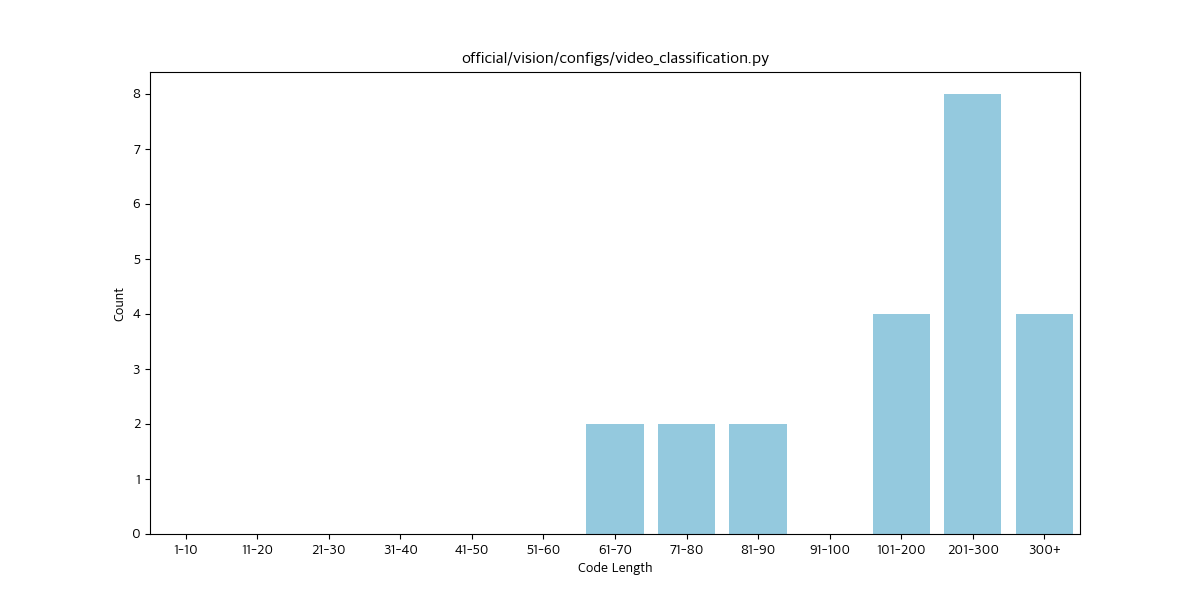 official/vision/configs/video_classification.py
8
7
6
5
4
3
2
1
0
Count
1-10 11-20 21-30 31-40 41-50 51-60 61-70 71-80 81-90 91-100 101-200 201-300 300+
Code Length